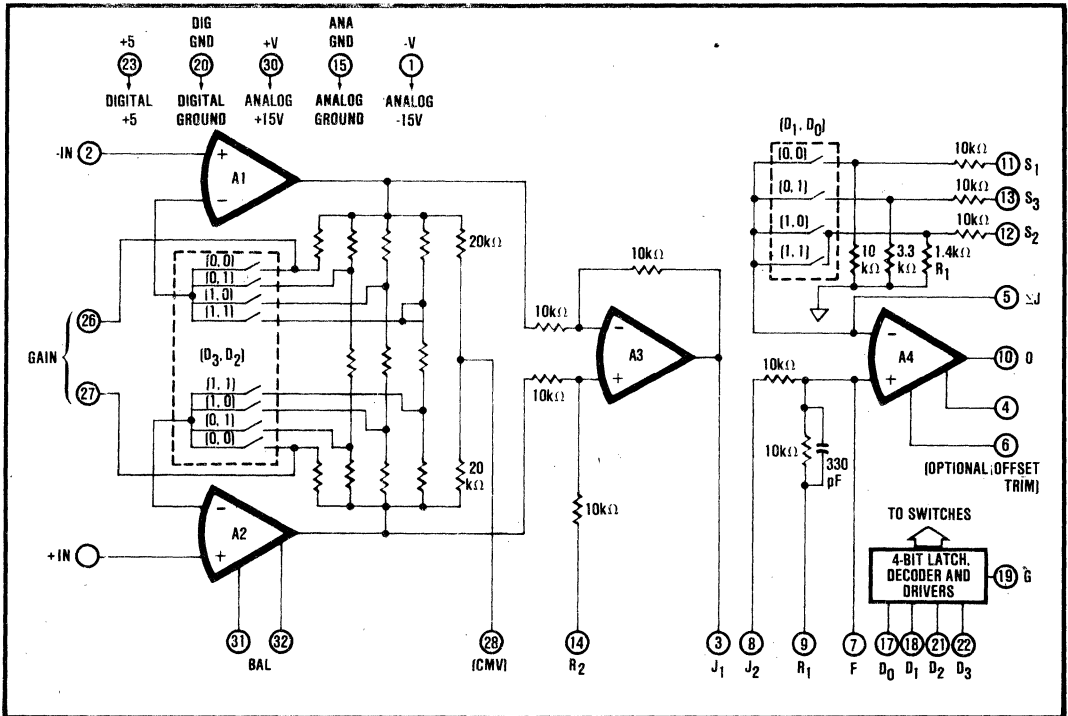 +5
DIG
GND
+V
ANA
GND
-V
23
20
30
15
1
DIGITAL
+5
DIGITAL
GROUND
ANALOG
+15V
ANALOG
GROUND
ANALOG
-15V
-IN
2
+
A1
−
(0,0)
(0,1)
(1,0)
(1,1)
GAIN
26
27
(D3, D2)
(1,1)
(1,0)
(0,1)
(0,0)
−
A2
+
+IN
20kΩ
20
kΩ
10kΩ
10kΩ
10kΩ
−
A3
+
10kΩ
(D1, D0)
(0,0)
(0,1)
(1,0)
(1,1)
10kΩ
11 S1
10kΩ
13 S3
10kΩ
12 S2
10
kΩ
3.3
kΩ
1.4kΩ
R1
5 ΣJ
−
A4
+
10 O
4
6
(OPTIONAL OFFSET
TRIM)
10kΩ
10kΩ
330
pF
TO SWITCHES
4-BIT LATCH,
DECODER AND
DRIVERS
19 G
31
32
BAL
28
(CMV)
14
R2
3
J1
8
J2
9
R1
7
F
17
D0
18
D1
21
D2
22
D3